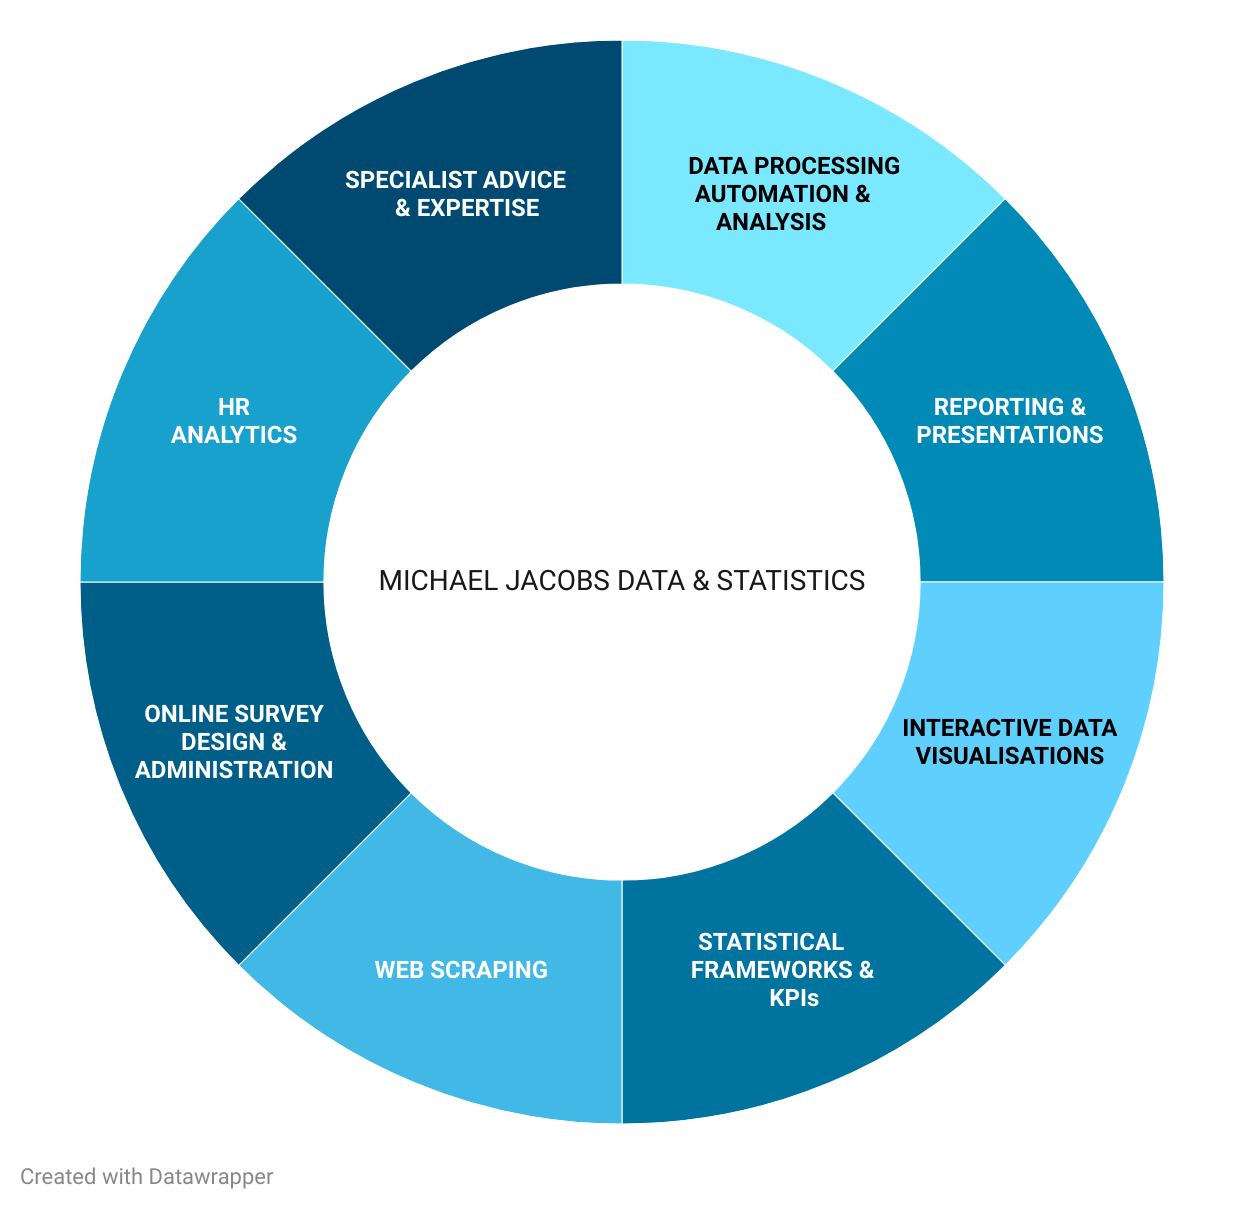 SPECIALIST ADVICE
& EXPERTISE
DATA PROCESSING
AUTOMATION &
ANALYSIS
HR
ANALYTICS
REPORTING &
PRESENTATIONS
MICHAEL JACOBS DATA & STATISTICS
ONLINE SURVEY
DESIGN &
ADMINISTRATION
INTERACTIVE DATA
VISUALISATIONS
WEB SCRAPING
STATISTICAL
FRAMEWORKS &
KPIs
Created with Datawrapper